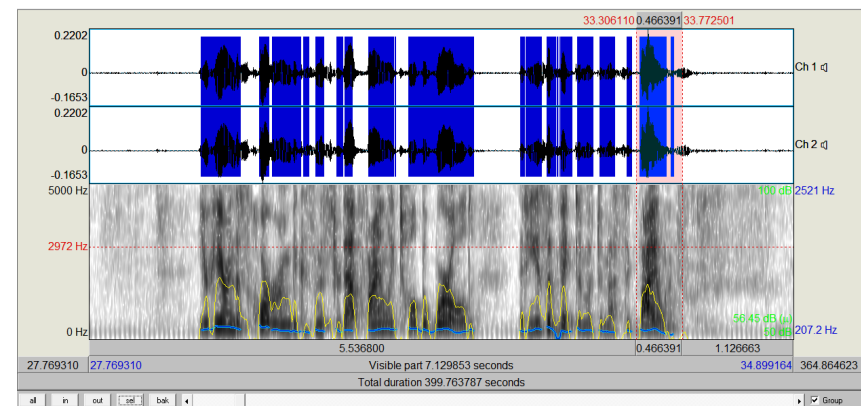 33.306110 0.466391 33.772501
0.2202
0
-0.1653
Ch 1
0.2202
0
-0.1653
Ch 2
5000 Hz 100 dB 2521 Hz
2972 Hz
56.45 dB (µ)
0 Hz 50 dB 207.2 Hz
5.536800 0.466391 1.126663
27.769310 27.769310 Visible part 7.129853 seconds 34.899164 364.864623
Total duration 399.763787 seconds
all in out sel bak Group